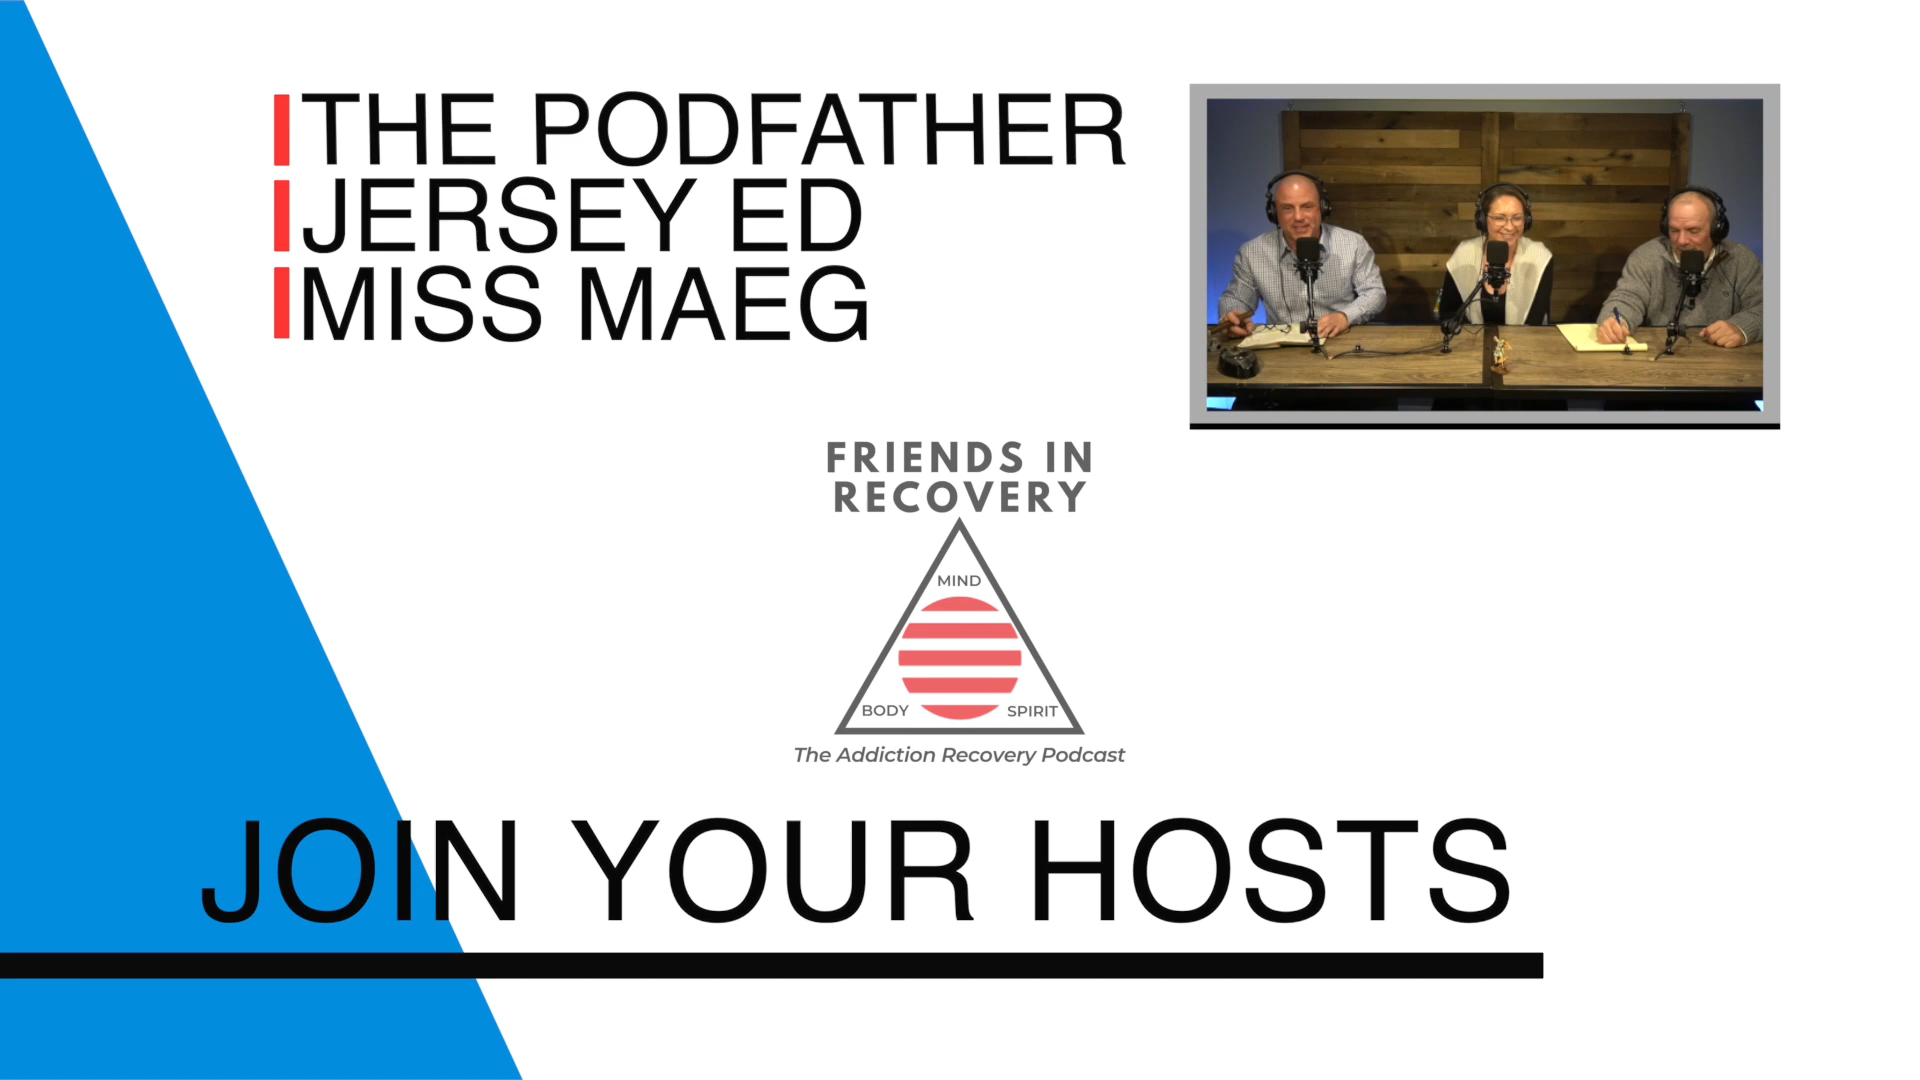 THE PODFATHER
JERSEY ED
MISS MAEG
FRIENDS IN
RECOVERY
MIND
BODY
SPIRIT
The Addiction Recovery Podcast
JOIN YOUR HOSTS